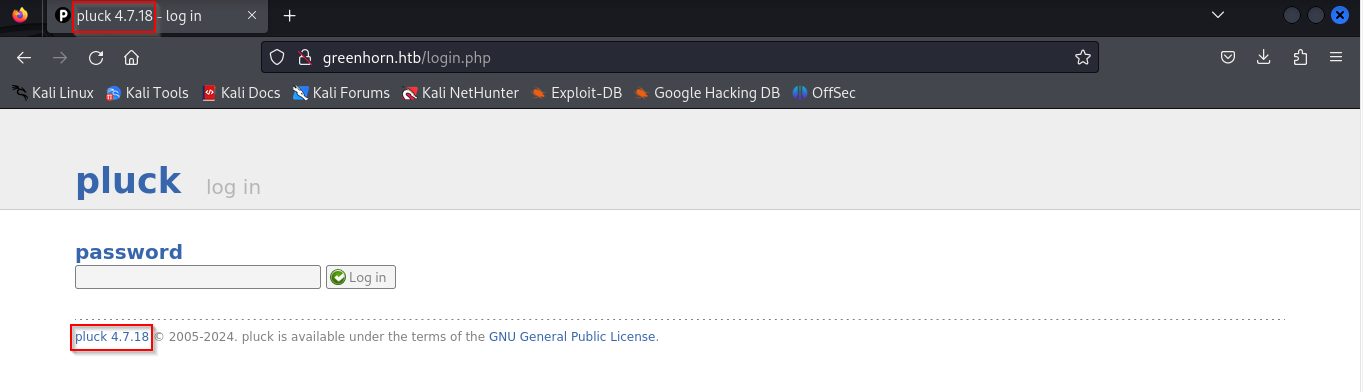 pluck 4.7.18 - log in
greenhorn.htb/login.php
Kali Linux Kali Tools Kali Docs Kali Forums Kali NetHunter Exploit-DB Google Hacking DB OffSec
pluck log in
password
Log in
pluck 4.7.18 © 2005-2024. pluck is available under the terms of the GNU General Public License.